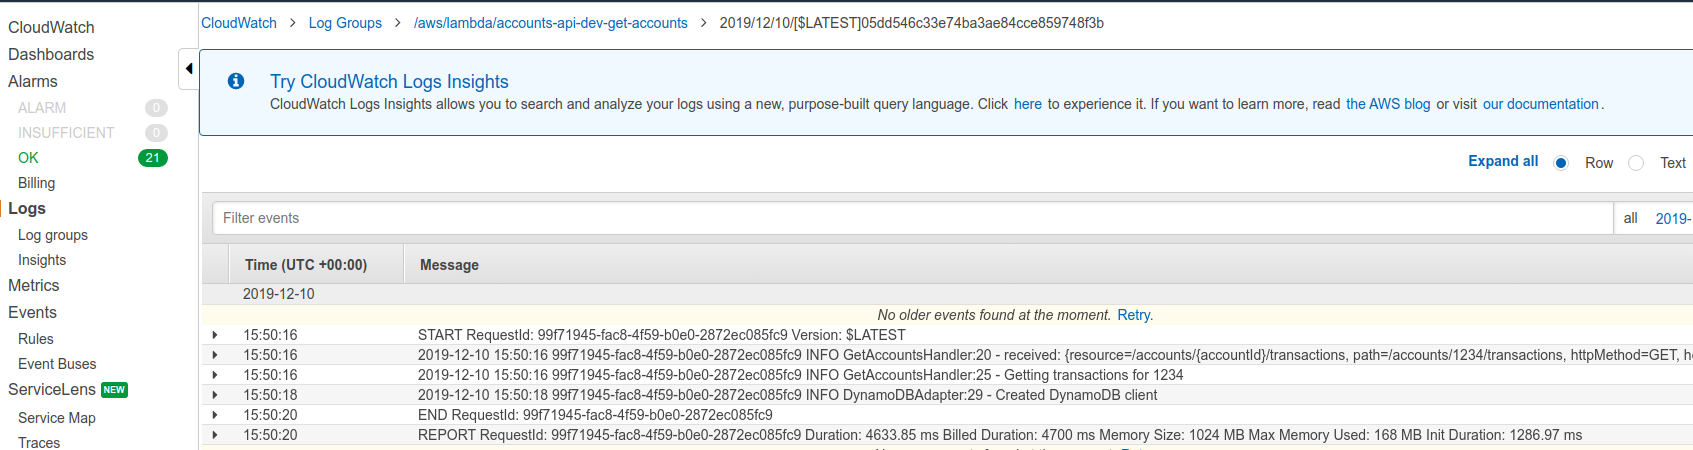 CloudWatch
Dashboards
Alarms
ALARM 0
INSUFFICIENT 0
OK 21
Billing
Logs
Log groups
Insights
Metrics
Events
Rules
Event Buses
ServiceLens NEW
Service Map
Traces
CloudWatch > Log Groups > /aws/lambda/accounts-api-dev-get-accounts > 2019/12/10/[$LATEST]05dd546c33e74ba3ae84cce859748f3b
Try CloudWatch Logs Insights
CloudWatch Logs Insights allows you to search and analyze your logs using a new, purpose-built query language. Click here to experience it. If you want to learn more, read the AWS blog or visit our documentation.
Expand all Row Text
Filter events all 2019-
Time (UTC +00:00) Message
2019-12-10
No older events found at the moment. Retry.
15:50:16 START RequestId: 99f71945-fac8-4f59-b0e0-2872ec085fc9 Version: $LATEST
15:50:16 2019-12-10 15:50:16 99f71945-fac8-4f59-b0e0-2872ec085fc9 INFO GetAccountsHandler:20 - received: {resource=/accounts/{accountId}/transactions, path=/accounts/1234/transactions, httpMethod=GET,
15:50:16 2019-12-10 15:50:16 99f71945-fac8-4f59-b0e0-2872ec085fc9 INFO GetAccountsHandler:25 - Getting transactions for 1234
15:50:18 2019-12-10 15:50:18 99f71945-fac8-4f59-b0e0-2872ec085fc9 INFO DynamoDBAdapter:29 - Created DynamoDB client
15:50:20 END RequestId: 99f71945-fac8-4f59-b0e0-2872ec085fc9
15:50:20 REPORT RequestId: 99f71945-fac8-4f59-b0e0-2872ec085fc9 Duration: 4633.85 ms Billed Duration: 4700 ms Memory Size: 1024 MB Max Memory Used: 168 MB Init Duration: 1286.97 ms